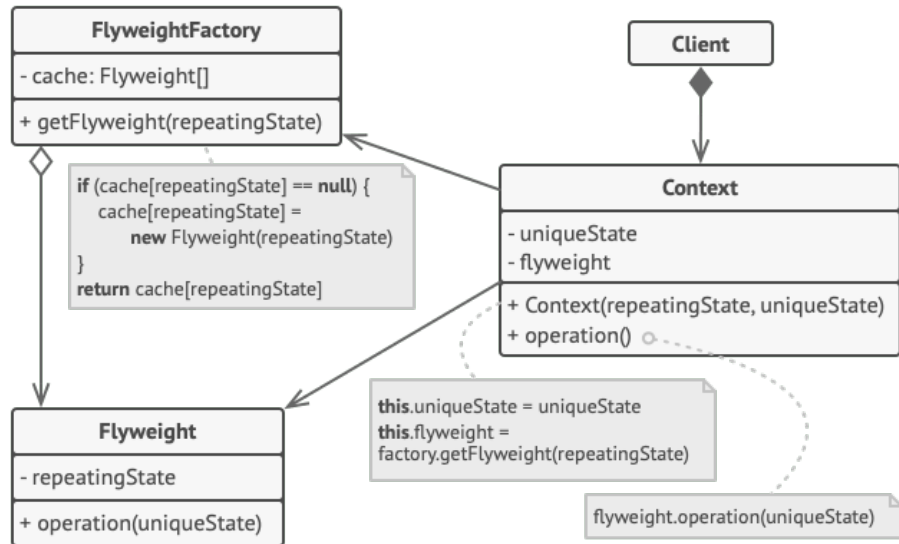 FlyweightFactory
- cache: Flyweight[]
+ getFlyweight(repeatingState)
if (cache[repeatingState] == null) {
cache[repeatingState] =
new Flyweight(repeatingState)
}
return cache[repeatingState]
Client
Context
- uniqueState
- flyweight
+ Context(repeatingState, uniqueState)
+ operation()
this.uniqueState = uniqueState
this.flyweight =
factory.getFlyweight(repeatingState)
flyweight.operation(uniqueState)
Flyweight
- repeatingState
+ operation(uniqueState)